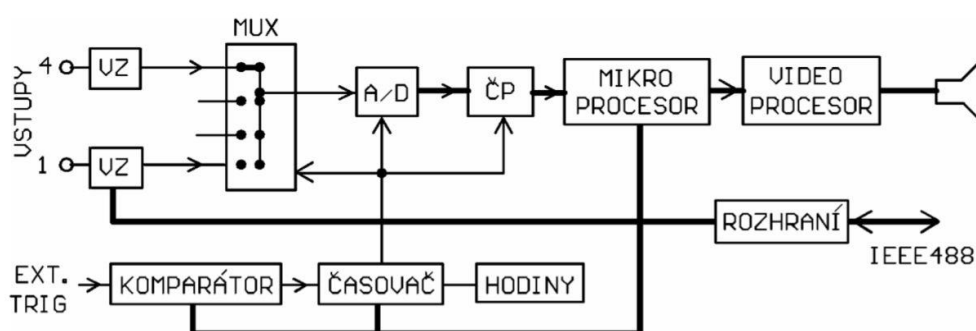 MUX
4
VZ
VSTUPY
1
VZ
A/D
ČP
MIKRO
PROCESOR
VIDEO
PROCESOR
ROZHRANÍ
IEEE488
EXT.
TRIG
KOMPARÁTOR
ČASOVAČ
HODINY